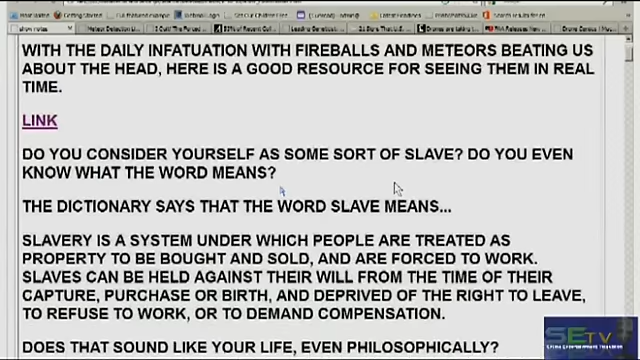 show notes
WITH THE DAILY INFATUATION WITH FIREBALLS AND METEORS BEATING US
ABOUT THE HEAD, HERE IS A GOOD RESOURCE FOR SEEING THEM IN REAL
TIME.
LINK
DO YOU CONSIDER YOURSELF AS SOME SORT OF SLAVE? DO YOU EVEN
KNOW WHAT THE WORD MEANS?
THE DICTIONARY SAYS THAT THE WORD SLAVE MEANS...
SLAVERY IS A SYSTEM UNDER WHICH PEOPLE ARE TREATED AS
PROPERTY TO BE BOUGHT AND SOLD, AND ARE FORCED TO WORK.
SLAVES CAN BE HELD AGAINST THEIR WILL FROM THE TIME OF THEIR
CAPTURE, PURCHASE OR BIRTH, AND DEPRIVED OF THE RIGHT TO LEAVE,
TO REFUSE TO WORK, OR TO DEMAND COMPENSATION.
DOES THAT SOUND LIKE YOUR LIFE, EVEN PHILOSOPHICALLY?
SETV